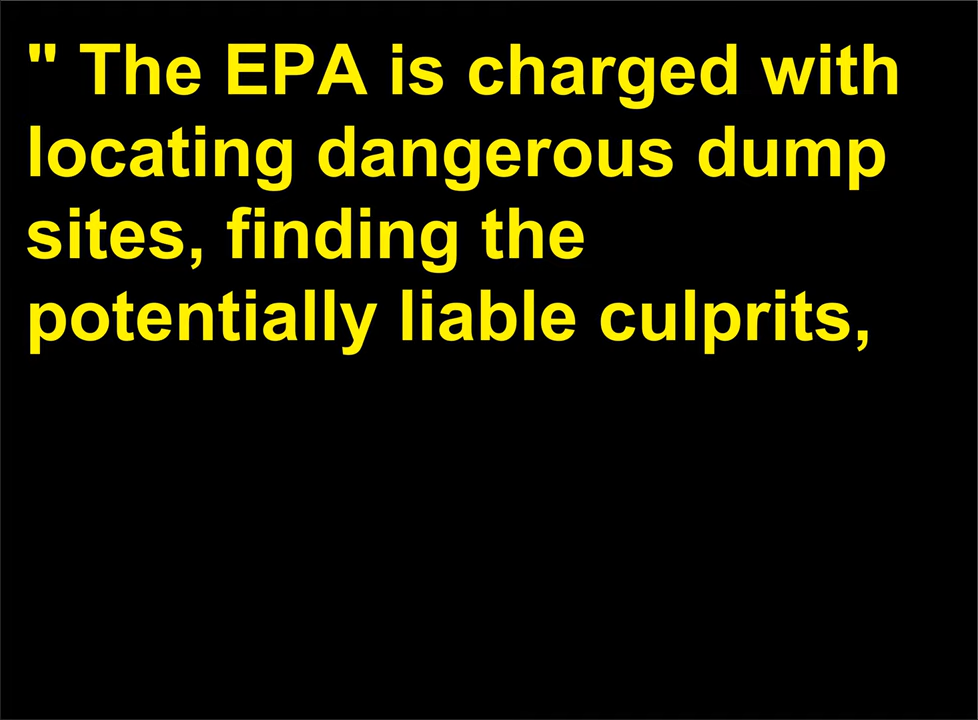 " The EPA is charged with
locating dangerous dump
sites, finding the
potentially liable culprits,